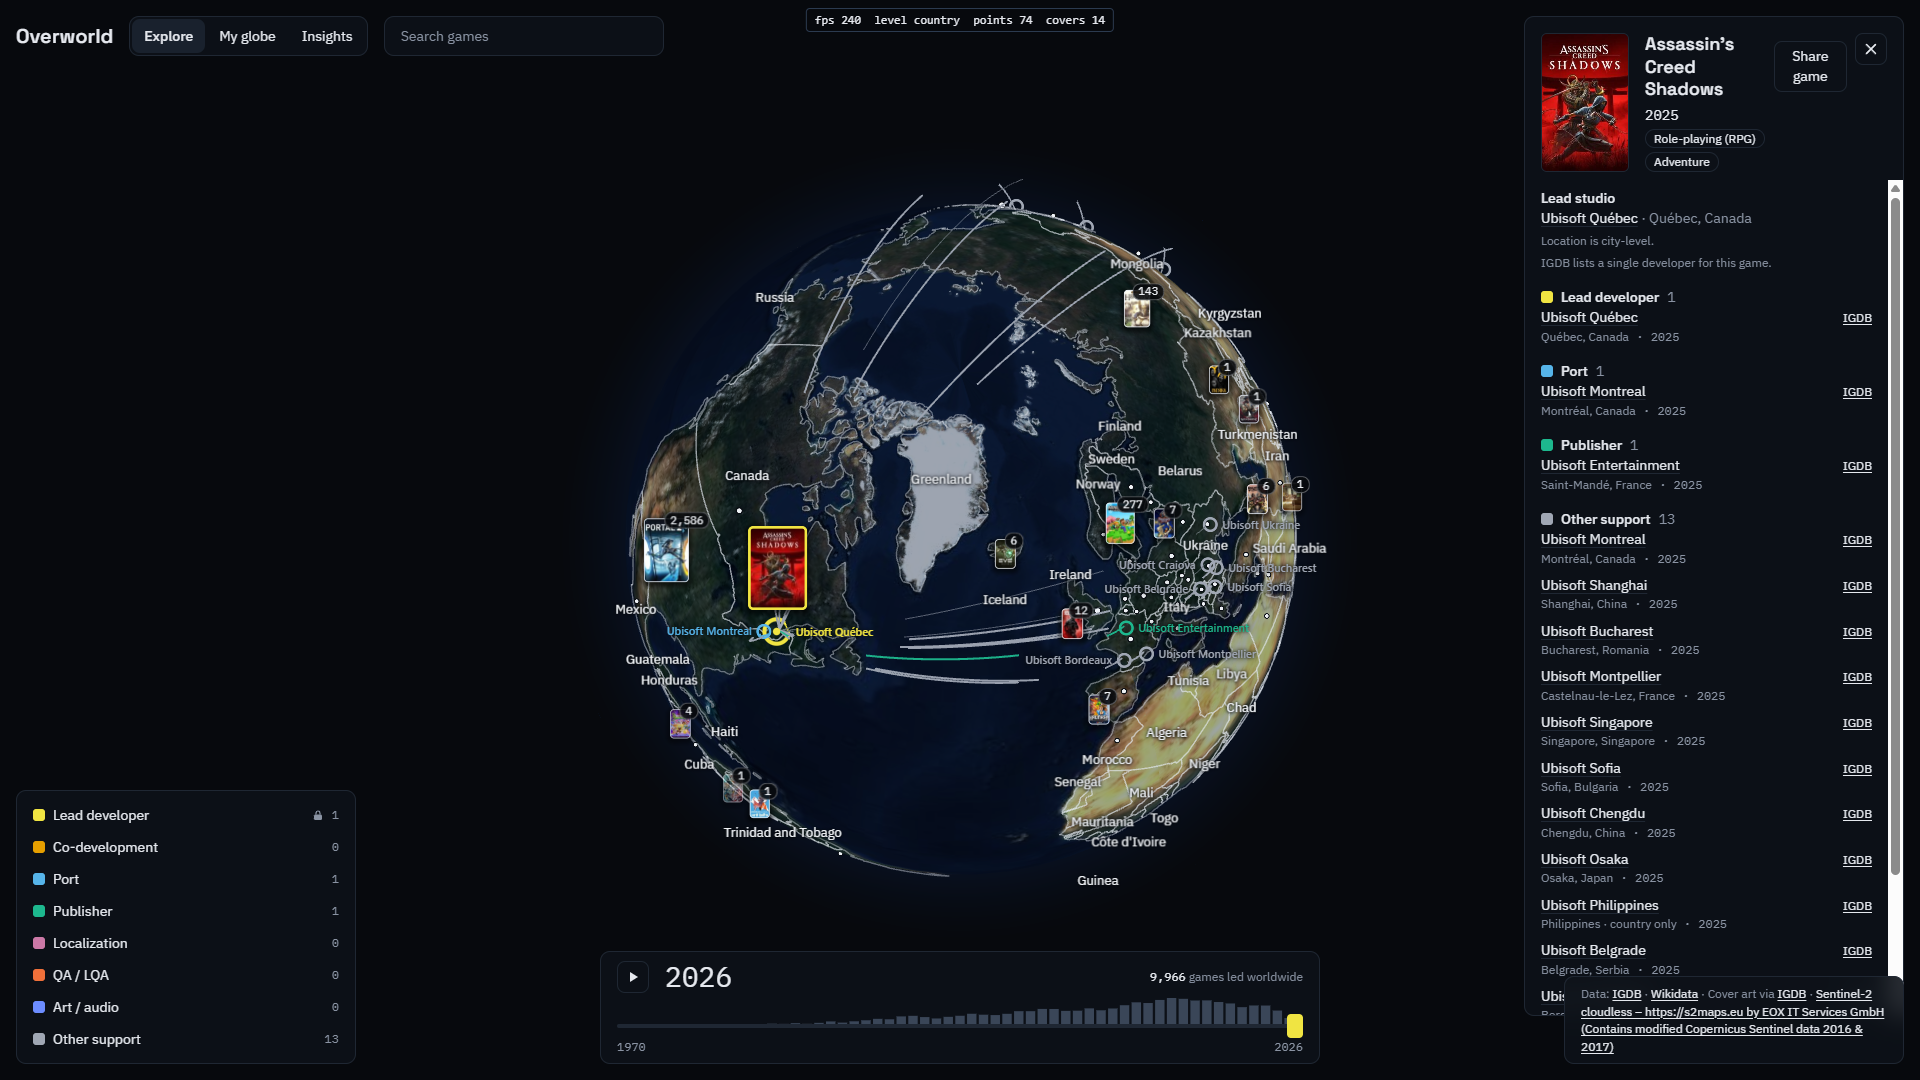 Overworld
Explore
My globe
Insights
Search games
fps 240 level country points 74 covers 14
Assassin's
Creed
Shadows
2025
Role-playing (RPG)
Adventure
Share
game
ASSASSIN'S
CREED
SHADOWS
Lead studio
Ubisoft Québec · Québec, Canada
Location is city-level.
IGDB lists a single developer for this game.
Lead developer 1
Ubisoft Québec IGDB
Québec, Canada • 2025
Port 1
Ubisoft Montreal IGDB
Montréal, Canada • 2025
Publisher 1
Ubisoft Entertainment IGDB
Saint-Mandé, France • 2025
Other support 13
Ubisoft Montreal IGDB
Montréal, Canada • 2025
Ubisoft Shanghai IGDB
Shanghai, China • 2025
Ubisoft Bucharest IGDB
Bucharest, Romania • 2025
Ubisoft Montpellier IGDB
Castelnau-le-Lez, France • 2025
Ubisoft Singapore IGDB
Singapore, Singapore • 2025
Ubisoft Sofia IGDB
Sofia, Bulgaria • 2025
Ubisoft Chengdu IGDB
Chengdu, China • 2025
Ubisoft Osaka IGDB
Osaka, Japan • 2025
Ubisoft Philippines IGDB
Philippines · country only • 2025
Ubisoft Belgrade IGDB
Belgrade, Serbia • 2025
Data: IGDB · Wikidata · Cover art via IGDB · Sentinel-2
cloudless – https://s2maps.eu by EOX IT Services GmbH
(Contains modified Copernicus Sentinel data 2016 &
2017)
Russia
Mongolia
143
Kyrgyzstan
Kazakhstan
1
1
Finland
Turkmenistan
Sweden
Iran
Belarus
Canada
Greenland
Norway
6
1
277
7
2,586
Ubisoft Ukraine
ASSASSIN'S
CREED
SHADOWS
6
Ukraine
Saudi Arabia
Ubisoft Craiova
Ubisoft Bucharest
Ireland
Ubisoft Belgrade
Ubisoft Sofia
Iceland
Italy
Mexico
12
Ubisoft Montreal
Ubisoft Québec
Ubisoft Entertainment
Guatemala
Ubisoft Bordeaux
Ubisoft Montpellier
Honduras
Tunisia
Libya
7
Chad
4
Haiti
Algeria
Cuba
Morocco
Niger
1
Senegal
1
Mali
Trinidad and Tobago
Mauritania
Togo
Côte d'Ivoire
Guinea
Lead developer 1
Co-development 0
Port 1
Publisher 1
Localization 0
QA / LQA 0
Art / audio 0
Other support 13
2026
9,966 games led worldwide
1970
2026